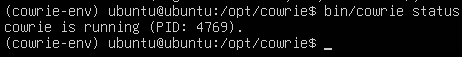 (cowrie-env) ubuntu@ubuntu:/opt/cowrie$ bin/cowrie status
cowrie is running (PID: 4769).
(cowrie-env) ubuntu@ubuntu:/opt/cowrie$ _